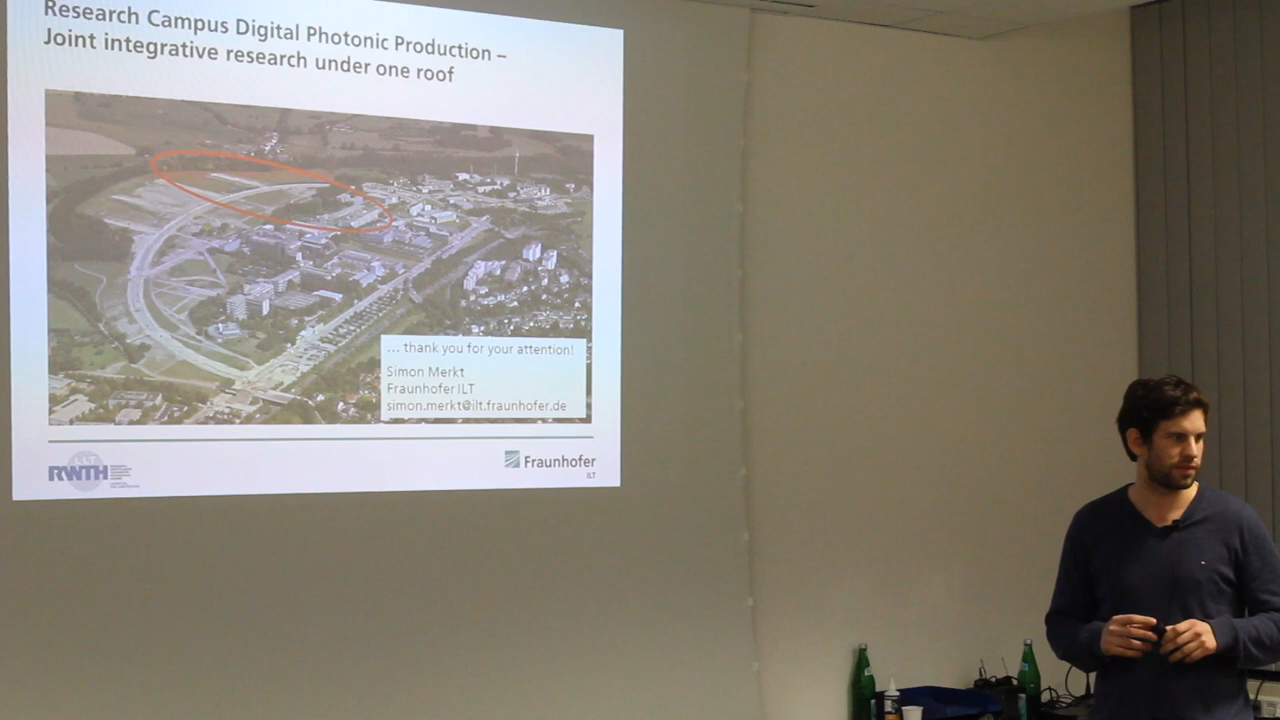 Research Campus Digital Photonic Production –
Joint integrative research under one roof
... thank you for your attention!
Simon Merkt
Fraunhofer ILT
simon.merkt@ilt.fraunhofer.de
RWTH
Fraunhofer
ILT